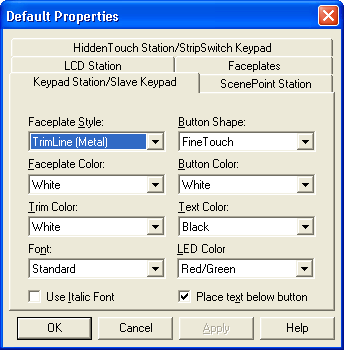 Default Properties
HiddenTouch Station/StripSwitch Keypad
LCD Station Faceplates
Keypad Station/Slave Keypad ScenePoint Station
Faceplate Style: Button Shape:
TrimLine (Metal) FineTouch
Faceplate Color: Button Color:
White White
Trim Color: Text Color:
White Black
Font: LED Color
Standard Red/Green
Use Italic Font Place text below button
OK Cancel Apply Help